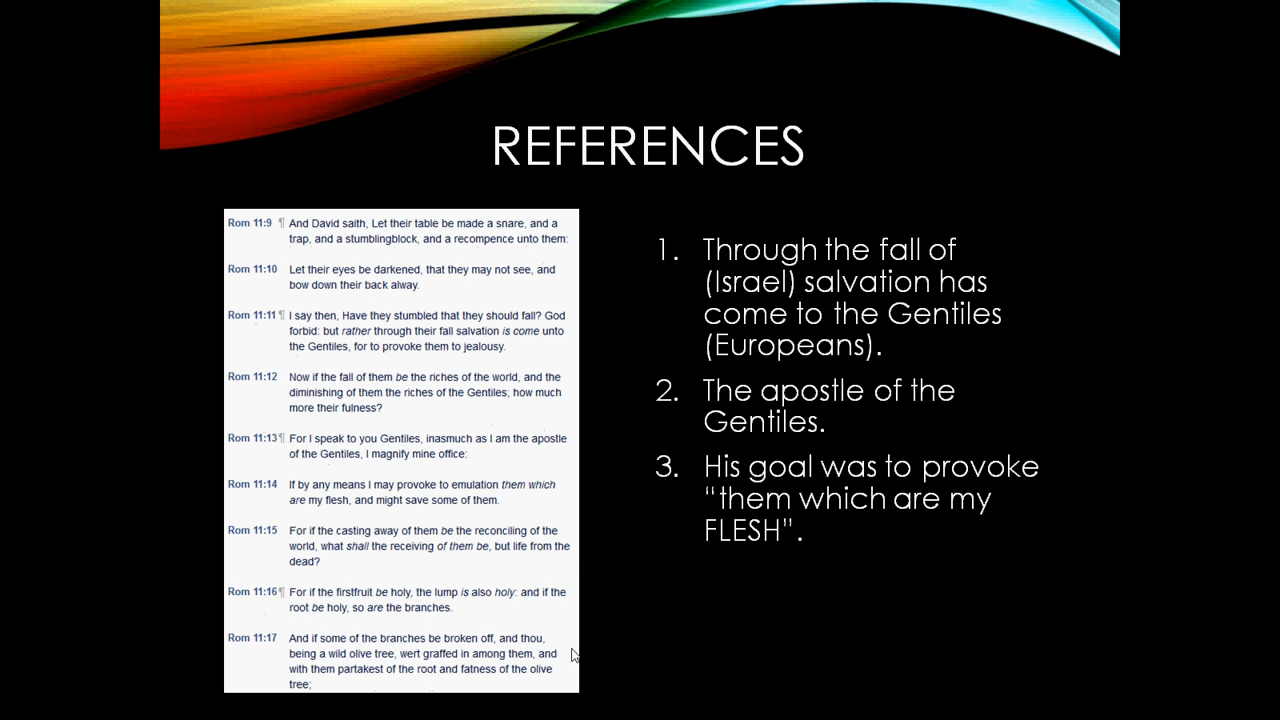 REFERENCES
Rom 11:9 ¶ And David saith, Let their table be made a snare, and a
trap, and a stumblingblock, and a recompence unto them:
Rom 11:10 Let their eyes be darkened, that they may not see, and
bow down their back alway.
Rom 11:11 ¶ I say then, Have they stumbled that they should fall? God
forbid: but rather through their fall salvation is come unto
the Gentiles, for to provoke them to jealousy.
Rom 11:12 Now if the fall of them be the riches of the world, and the
diminishing of them the riches of the Gentiles; how much
more their fulness?
Rom 11:13 ¶ For I speak to you Gentiles, inasmuch as I am the apostle
of the Gentiles, I magnify mine office:
Rom 11:14 If by any means I may provoke to emulation them which
are my flesh, and might save some of them.
Rom 11:15 For if the casting away of them be the reconciling of the
world, what shall the receiving of them be, but life from the
dead?
Rom 11:16 ¶ For if the firstfruit be holy, the lump is also holy: and if the
root be holy, so are the branches.
Rom 11:17 And if some of the branches be broken off, and thou,
being a wild olive tree, wert graffed in among them, and
with them partakest of the root and fatness of the olive
tree;
1. Through the fall of
(Israel) salvation has
come to the Gentiles
(Europeans).
2. The apostle of the
Gentiles.
3. His goal was to provoke
"them which are my
FLESH".